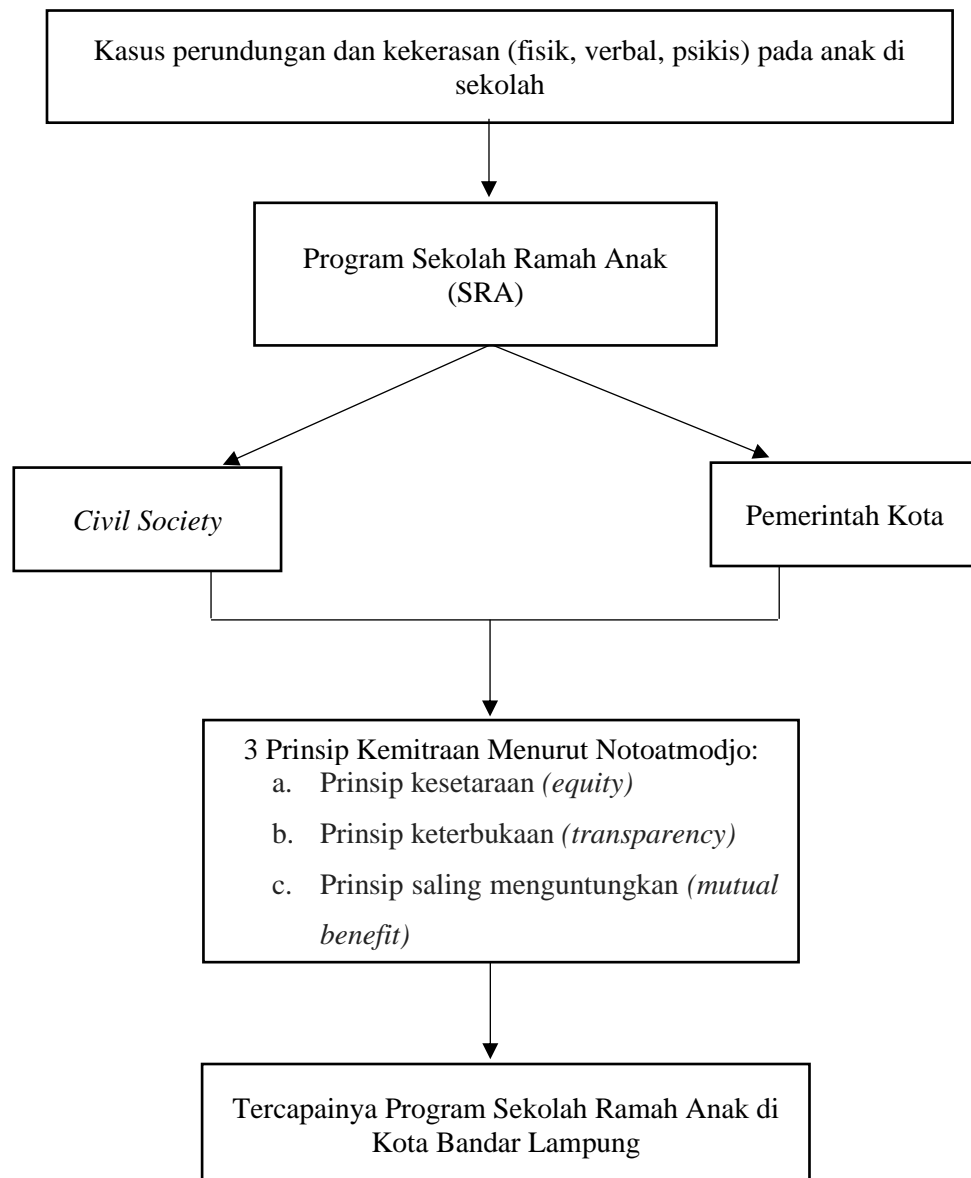 Kasus perundungan dan kekerasan (fisik, verbal, psikis) pada anak di
sekolah
Program Sekolah Ramah Anak
(SRA)
Civil Society
Pemerintah Kota
3 Prinsip Kemitraan Menurut Notoatmodjo:
a. Prinsip kesetaraan (equity)
b. Prinsip keterbukaan (transparency)
c. Prinsip saling menguntungkan (mutual
benefit)
Tercapainya Program Sekolah Ramah Anak di
Kota Bandar Lampung